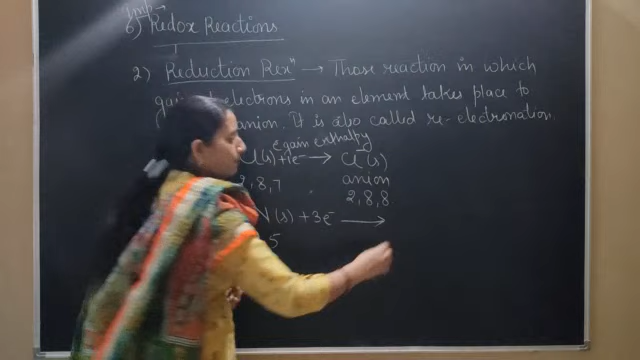 imp →
6) Redox Reactions
2) Reduction Rexⁿ → Those reaction in which
electrons in an element takes place to
anion. It is also called re-electronation.
e⁻gain enthalpy
(s)+1e⁻ → Cl⁻(s)
2,8,7 anion
2,8,8
N(s) + 3e⁻ →
5